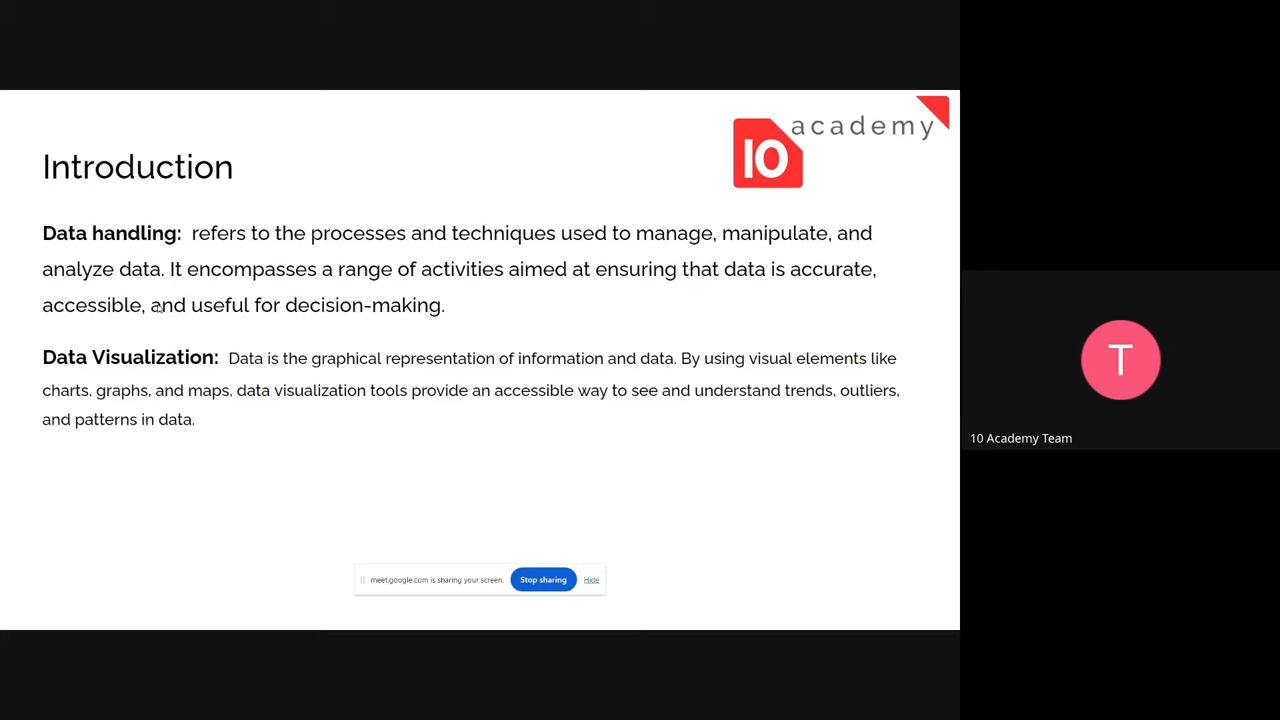 academy
10
Introduction
Data handling: refers to the processes and techniques used to manage, manipulate, and
analyze data. It encompasses a range of activities aimed at ensuring that data is accurate,
accessible, and useful for decision-making.
Data Visualization: Data is the graphical representation of information and data. By using visual elements like
charts, graphs, and maps, data visualization tools provide an accessible way to see and understand trends, outliers,
and patterns in data.
meet.google.com is sharing your screen. Stop sharing Hide
T
10 Academy Team